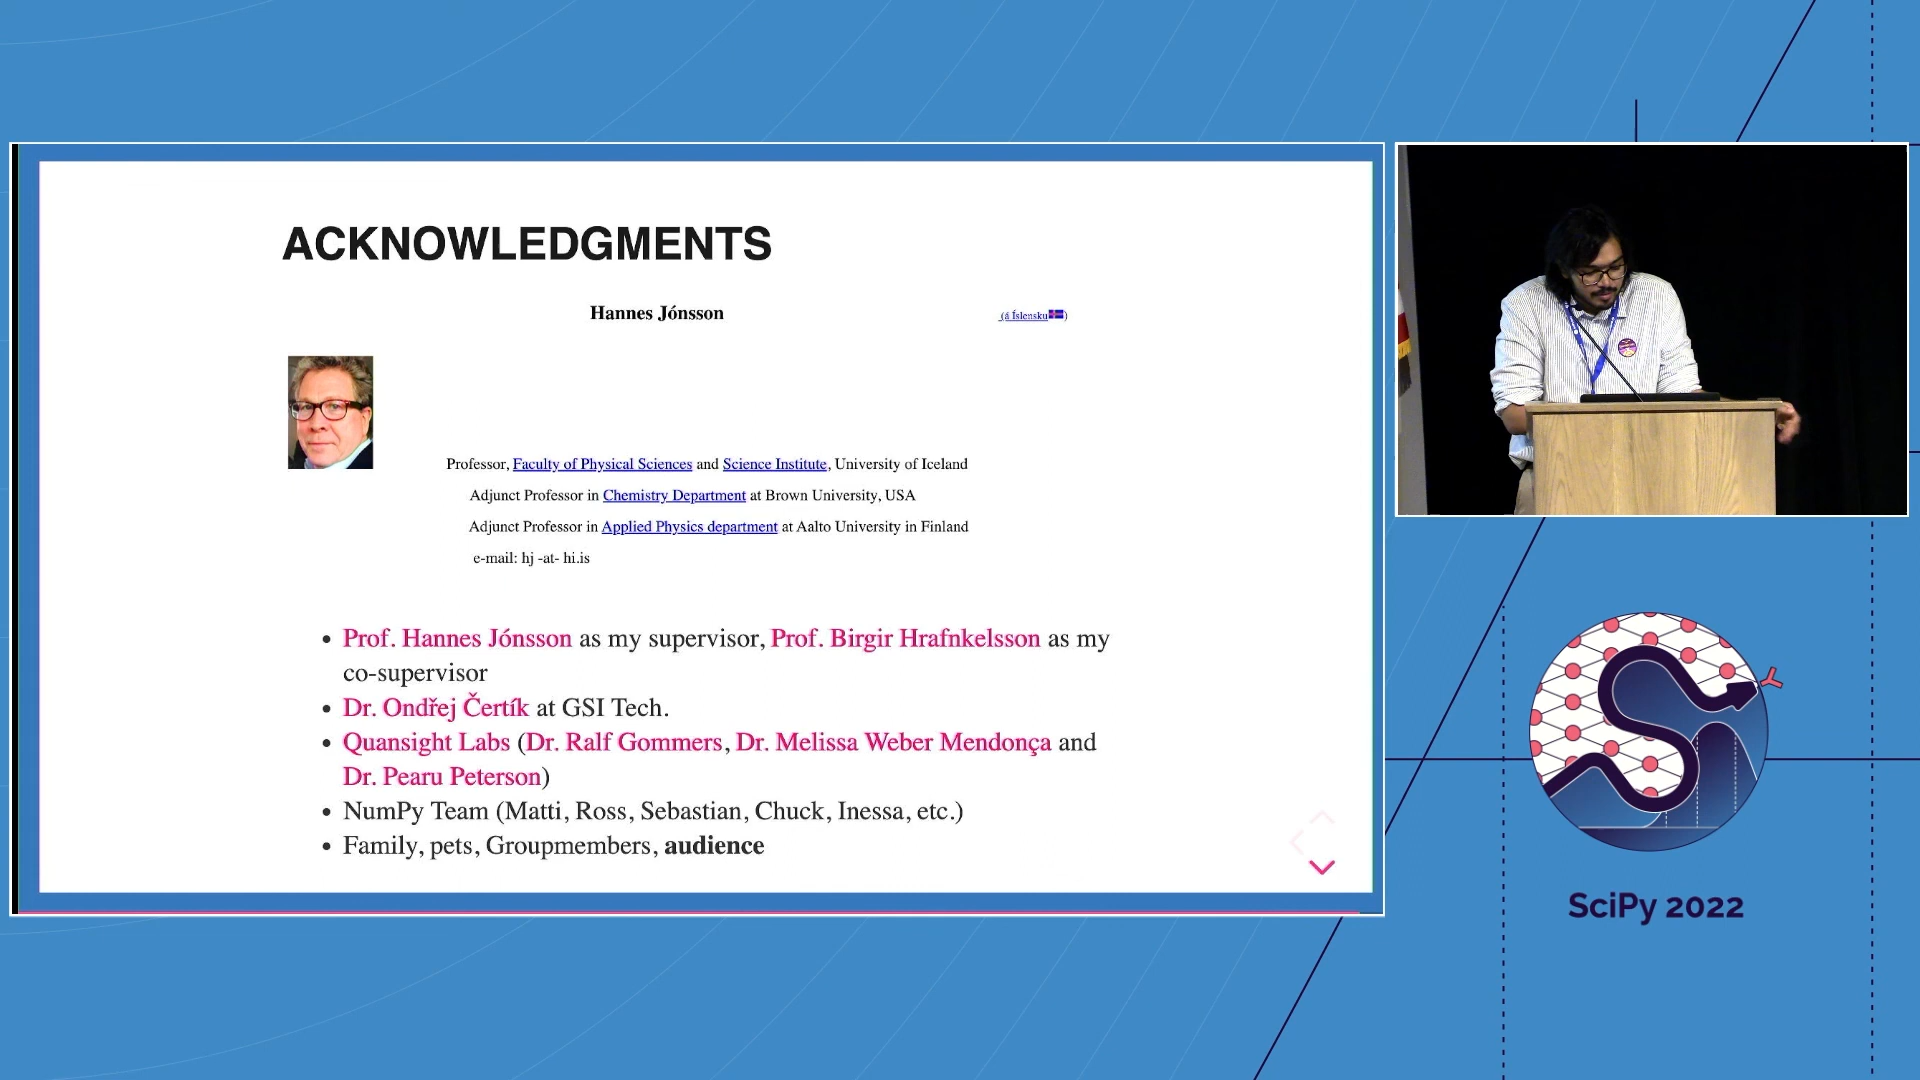 ACKNOWLEDGMENTS
Hannes Jónsson
(á Íslensku)
Professor, Faculty of Physical Sciences and Science Institute, University of Iceland
Adjunct Professor in Chemistry Department at Brown University, USA
Adjunct Professor in Applied Physics department at Aalto University in Finland
e-mail: hj -at- hi.is
• Prof. Hannes Jónsson as my supervisor, Prof. Birgir Hrafnkelsson as my
co-supervisor
• Dr. Ondřej Čertík at GSI Tech.
• Quansight Labs (Dr. Ralf Gommers, Dr. Melissa Weber Mendonça and
Dr. Pearu Peterson)
• NumPy Team (Matti, Ross, Sebastian, Chuck, Inessa, etc.)
• Family, pets, Groupmembers, audience
SciPy 2022